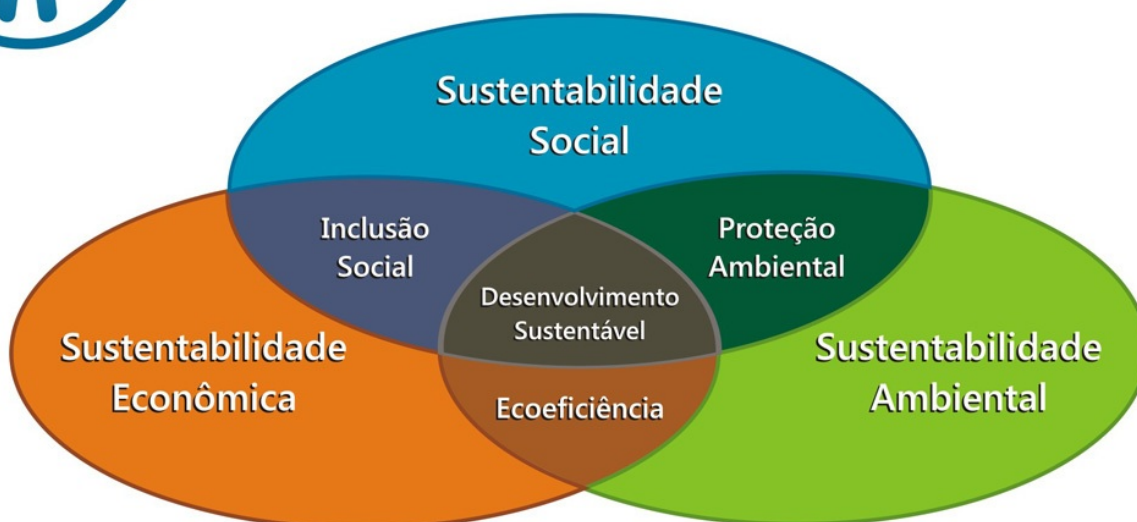 Sustentabilidade
Social
Inclusão
Social
Proteção
Ambiental
Desenvolvimento
Sustentável
Sustentabilidade
Econômica
Sustentabilidade
Ambiental
Ecoeficiência